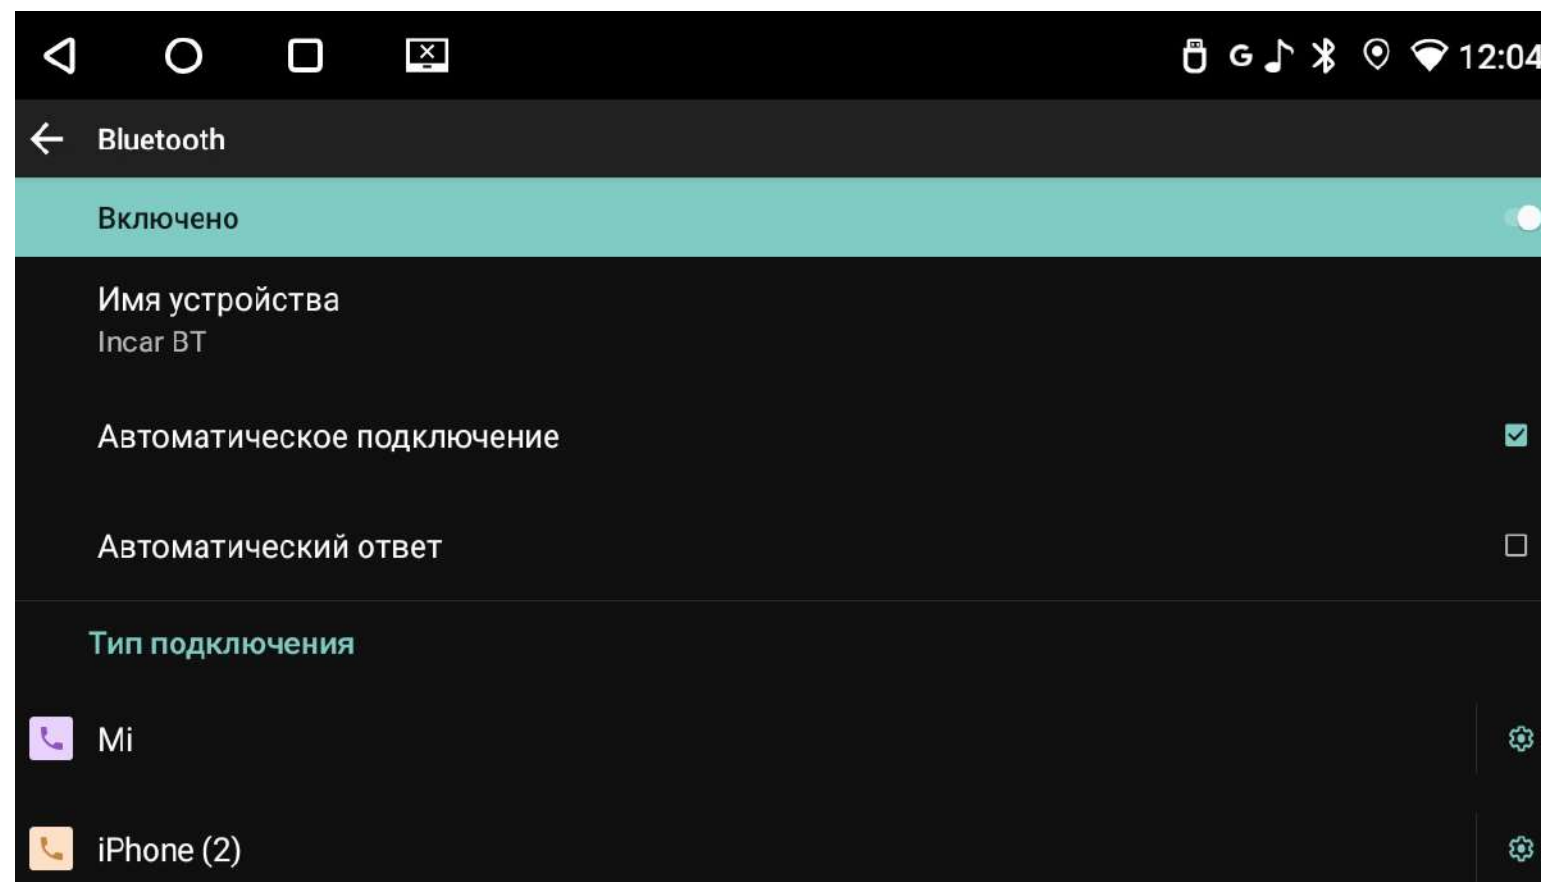 G 12:04
Bluetooth
Включено
Имя устройства
Incar BT
Автоматическое подключение
Автоматический ответ
Тип подключения
Mi
iPhone (2)